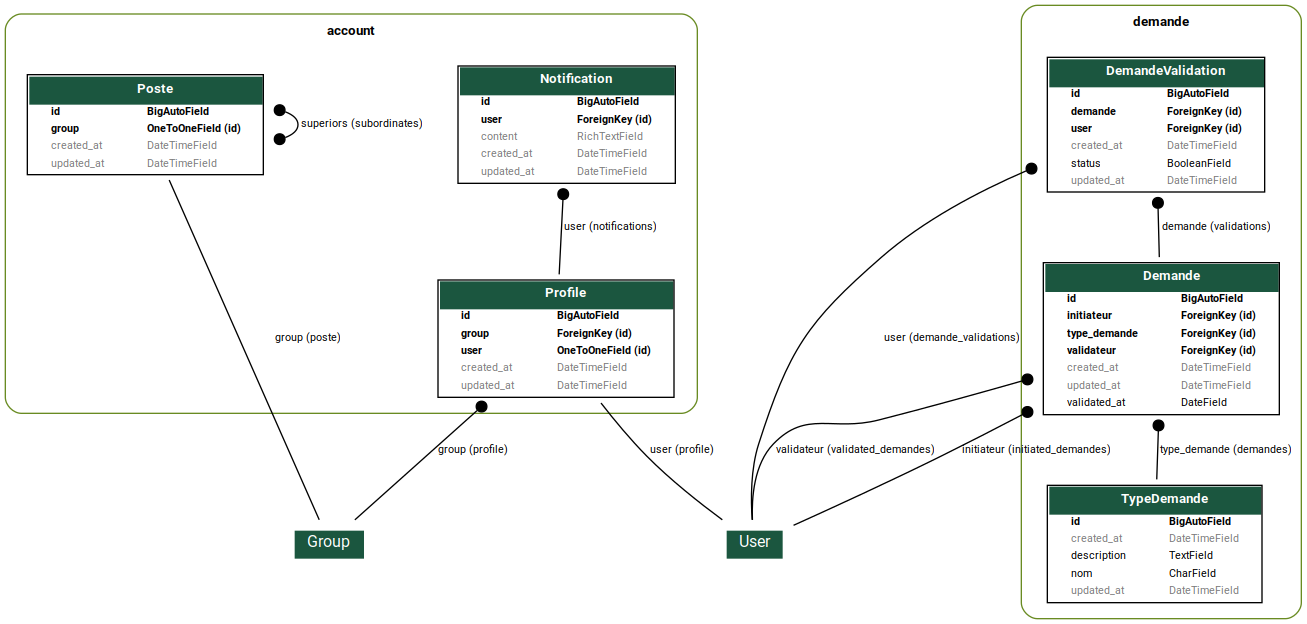 account
Poste
id BigAutoField
group OneToOneField (id)
created_at DateTimeField
updated_at DateTimeField
superiors (subordinates)
Notification
id BigAutoField
user ForeignKey (id)
content RichTextField
created_at DateTimeField
updated_at DateTimeField
user (notifications)
Profile
id BigAutoField
group ForeignKey (id)
user OneToOneField (id)
created_at DateTimeField
updated_at DateTimeField
group (poste)
group (profile)
user (profile)
Group
User
demande
DemandeValidation
id BigAutoField
demande ForeignKey (id)
user ForeignKey (id)
created_at DateTimeField
status BooleanField
updated_at DateTimeField
demande (validations)
user (demande_validations)
Demande
id BigAutoField
initiateur ForeignKey (id)
type_demande ForeignKey (id)
validateur ForeignKey (id)
created_at DateTimeField
updated_at DateTimeField
validated_at DateField
validateur (validated_demandes)
initiateur (initiated_demandes)
type_demande (demandes)
TypeDemande
id BigAutoField
created_at DateTimeField
description TextField
nom CharField
updated_at DateTimeField